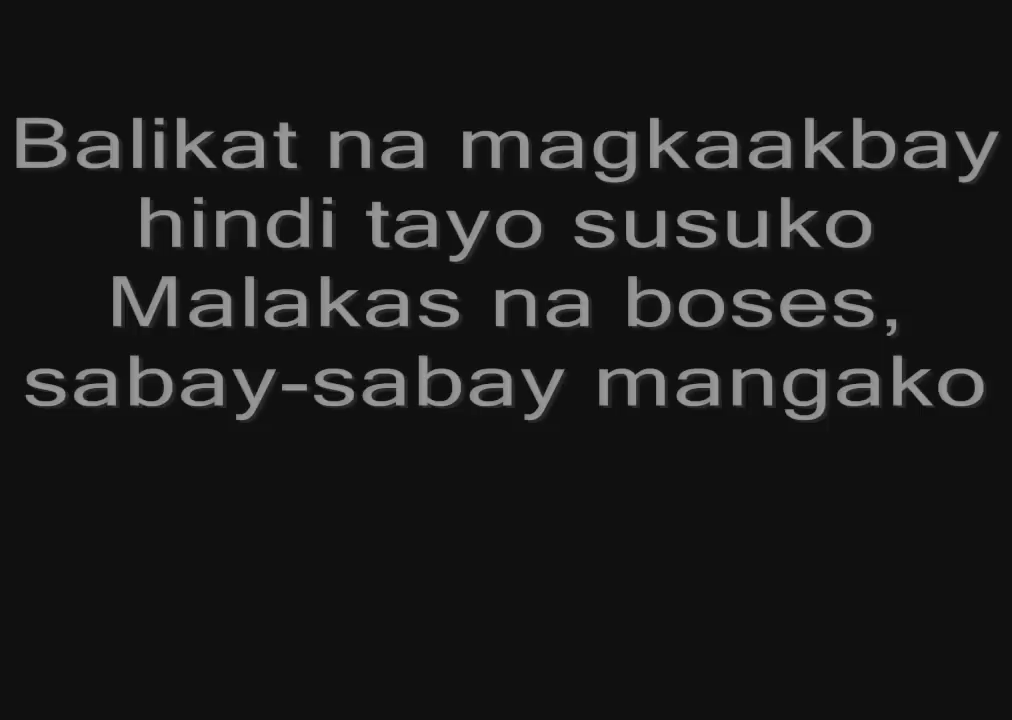 Balikat na magkaakbay
hindi tayo susuko
Malakas na boses,
sabay-sabay mangako